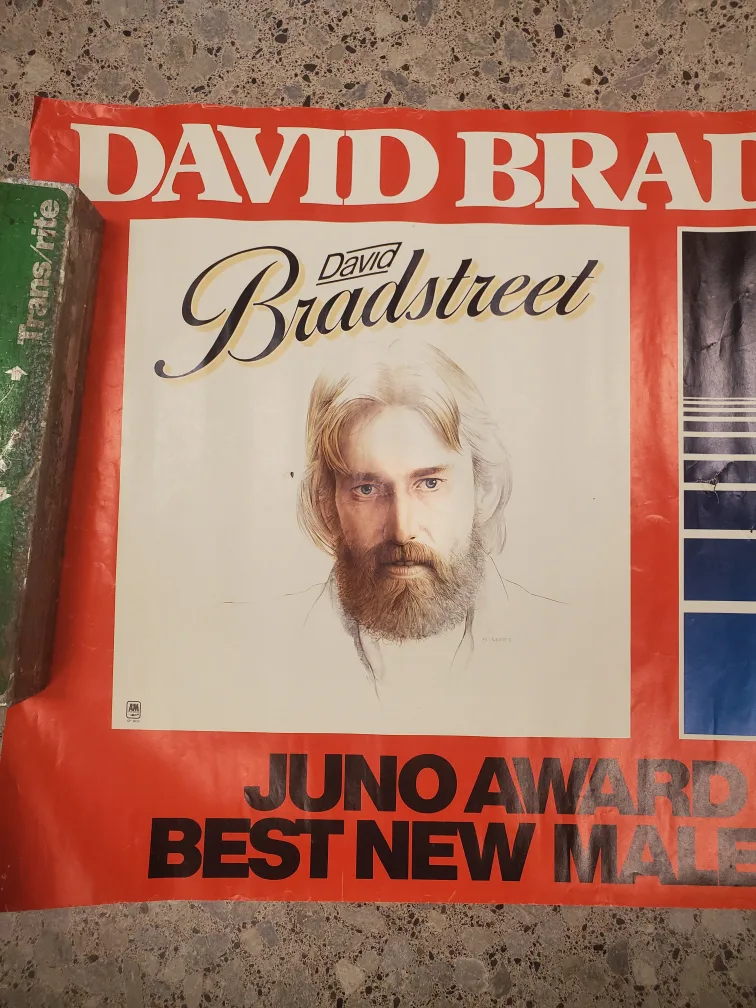 DAVID BRAD
Trans/rite
David
Bradstreet
A&M
JUNO AWARD
BEST NEW MALE